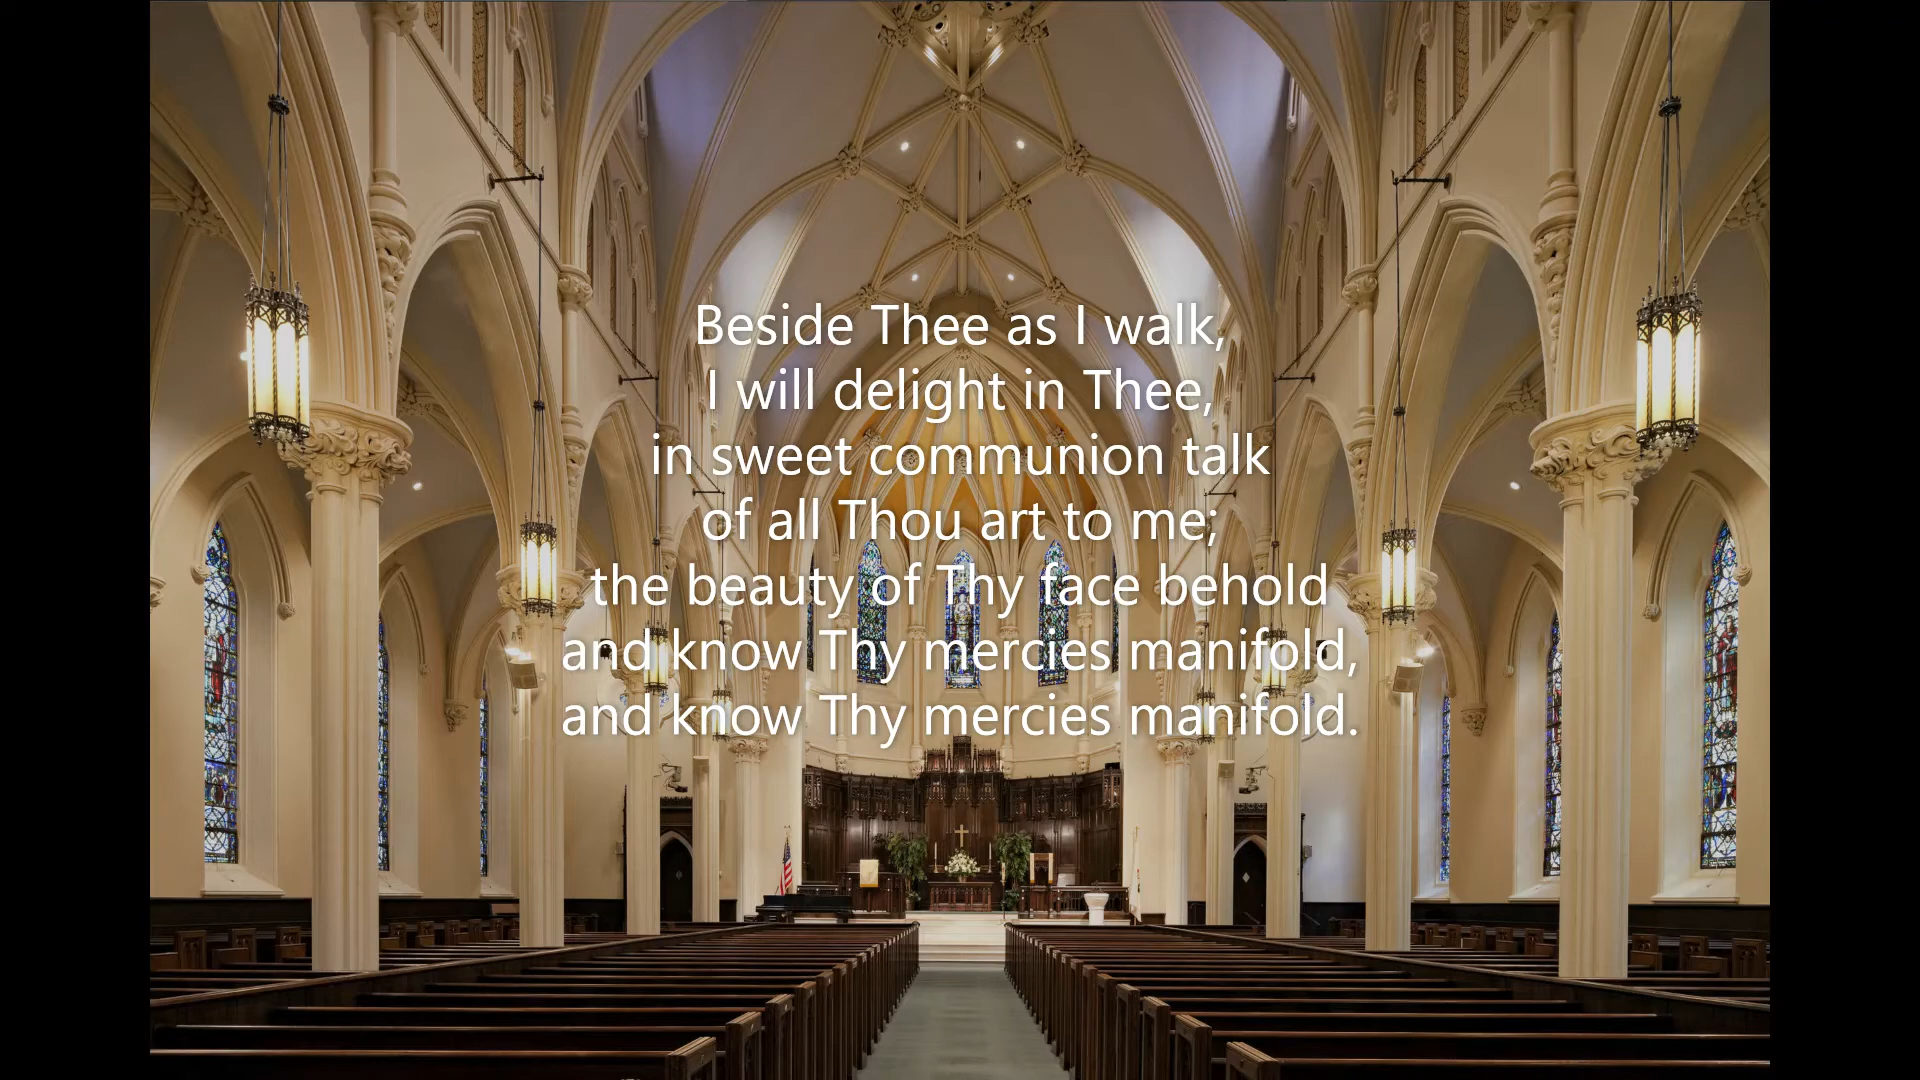 Beside Thee as I walk,
I will delight in Thee,
in sweet communion talk
of all Thou art to me;
the beauty of Thy face behold
and know Thy mercies manifold,
and know Thy mercies manifold.